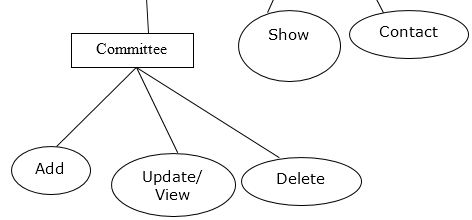 Committee
Show
Contact
Add
Update/
View
Delete